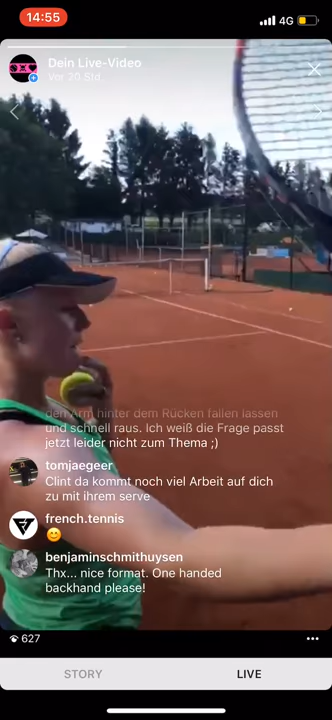 14:55
4G
Dein Live-Video
Vor 20 Std.
den Arm hinter dem Rücken fallen lassen
und schnell raus. Ich weiß die Frage passt
jetzt leider nicht zum Thema ;)
tomjaegeer
Clint da kommt noch viel Arbeit auf dich
zu mit ihrem serve
french.tennis
😊
benjaminschmithuysen
Thx... nice format. One handed
backhand please!
627
STORY
LIVE